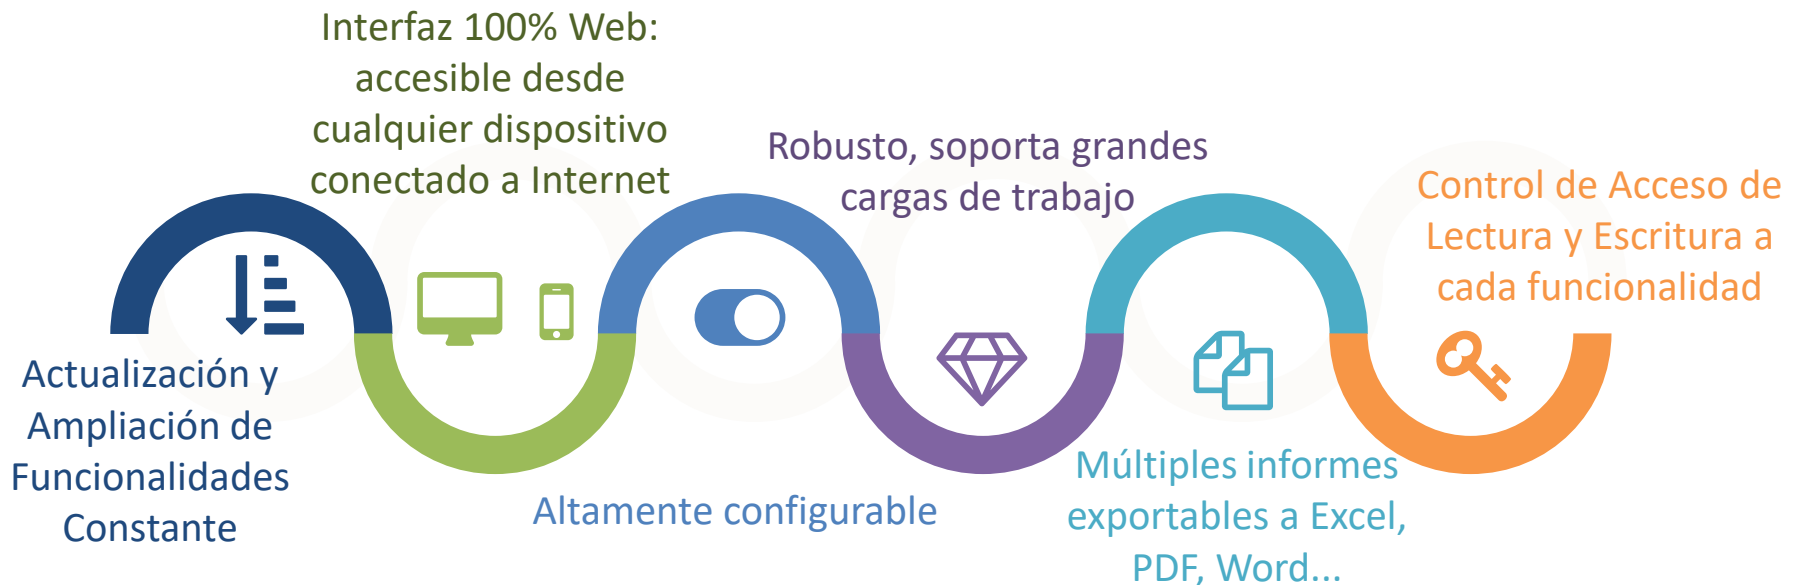 Actualización y
Ampliación de
Funcionalidades
Constante
Interfaz 100% Web:
accesible desde
cualquier dispositivo
conectado a Internet
Altamente configurable
Robusto, soporta grandes
cargas de trabajo
Múltiples informes
exportables a Excel,
PDF, Word...
Control de Acceso de
Lectura y Escritura a
cada funcionalidad